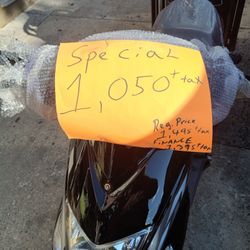 Special
1,050 + tax
Reg. Price
1,495 + tax
FINANCE
1,395 + tax